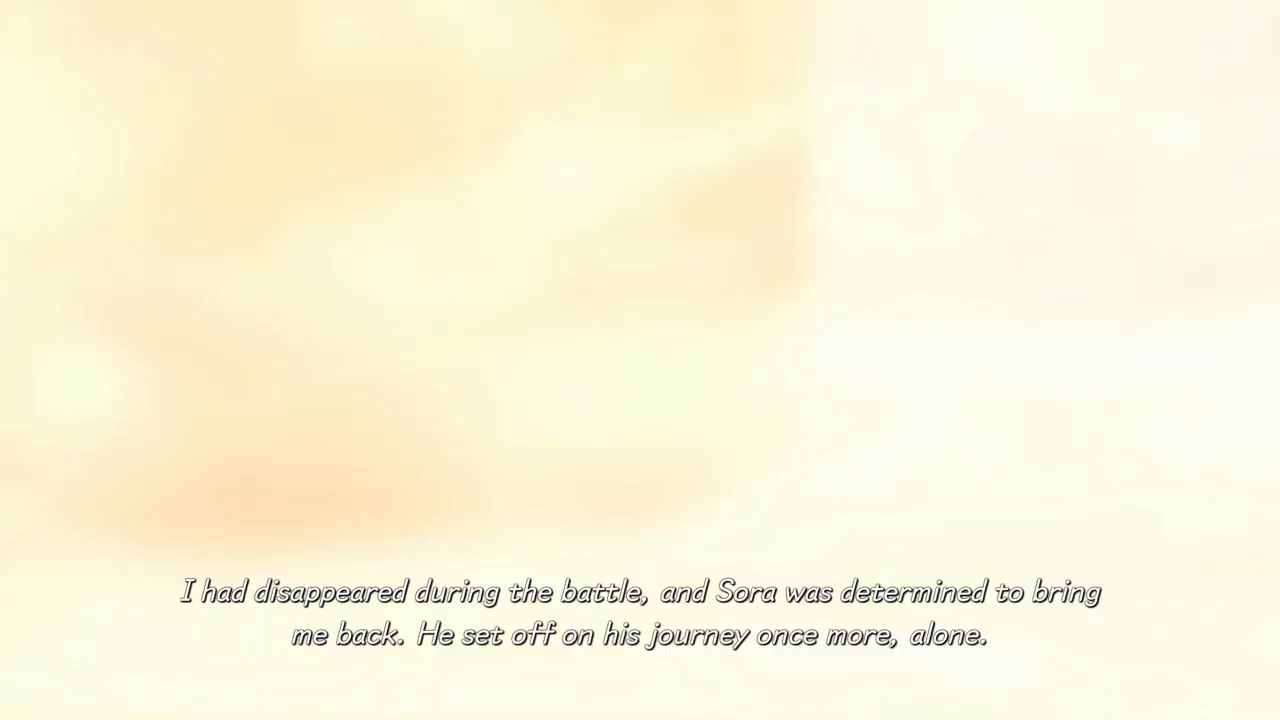 I had disappeared during the battle, and Sora was determined to bring
me back. He set off on his journey once more, alone.